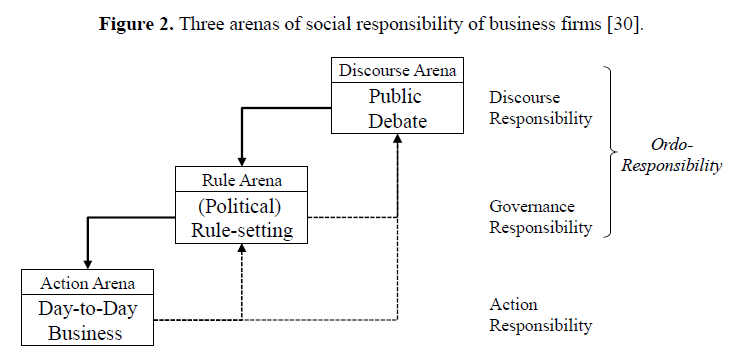 Figure 2. Three arenas of social responsibility of business firms [30].
Discourse Arena
Public
Debate
Discourse
Responsibility
Ordo-
Responsibility
Rule Arena
(Political)
Rule-setting
Governance
Responsibility
Action Arena
Day-to-Day
Business
Action
Responsibility